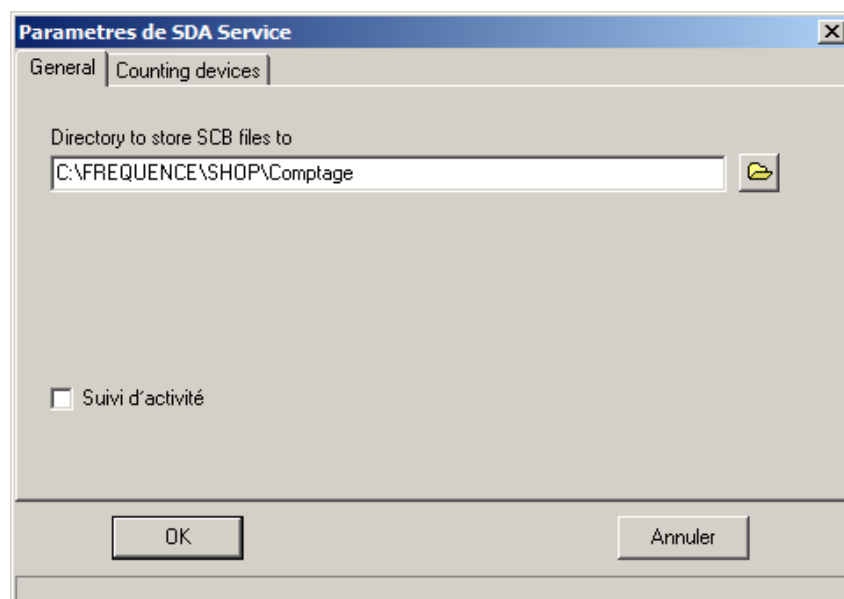 Parametres de SDA Service
General
Counting devices
Directory to store SCB files to
C:\FREQUENCE\SHOP\Comptage
Suivi d´activité
OK
Annuler